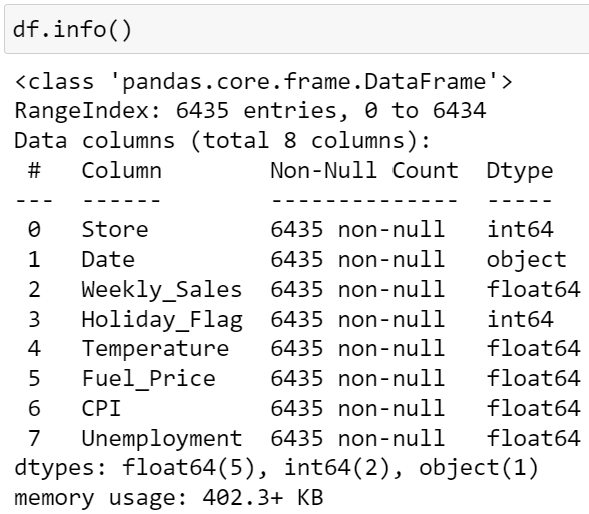 df.info()
<class 'pandas.core.frame.DataFrame'>
RangeIndex: 6435 entries, 0 to 6434
Data columns (total 8 columns):
 #   Column        Non-Null Count  Dtype
---  ------        --------------  -----
 0   Store         6435 non-null   int64
 1   Date          6435 non-null   object
 2   Weekly_Sales  6435 non-null   float64
 3   Holiday_Flag  6435 non-null   int64
 4   Temperature   6435 non-null   float64
 5   Fuel_Price    6435 non-null   float64
 6   CPI           6435 non-null   float64
 7   Unemployment  6435 non-null   float64
dtypes: float64(5), int64(2), object(1)
memory usage: 402.3+ KB